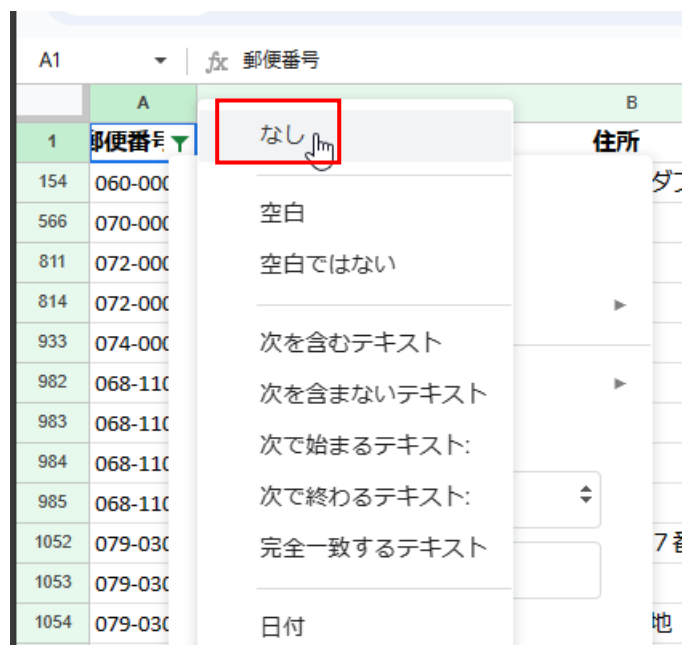 A1 fx 郵便番号
A B
1 郵便番号 住所
154 060-000
566 070-000
811 072-000
814 072-000
933 074-000
982 068-110
983 068-110
984 068-110
985 068-110
1052 079-030 7番
1053 079-030
1054 079-030 地
なし
空白
空白ではない
次を含むテキスト
次を含まないテキスト
次で始まるテキスト:
次で終わるテキスト:
完全一致するテキスト
日付